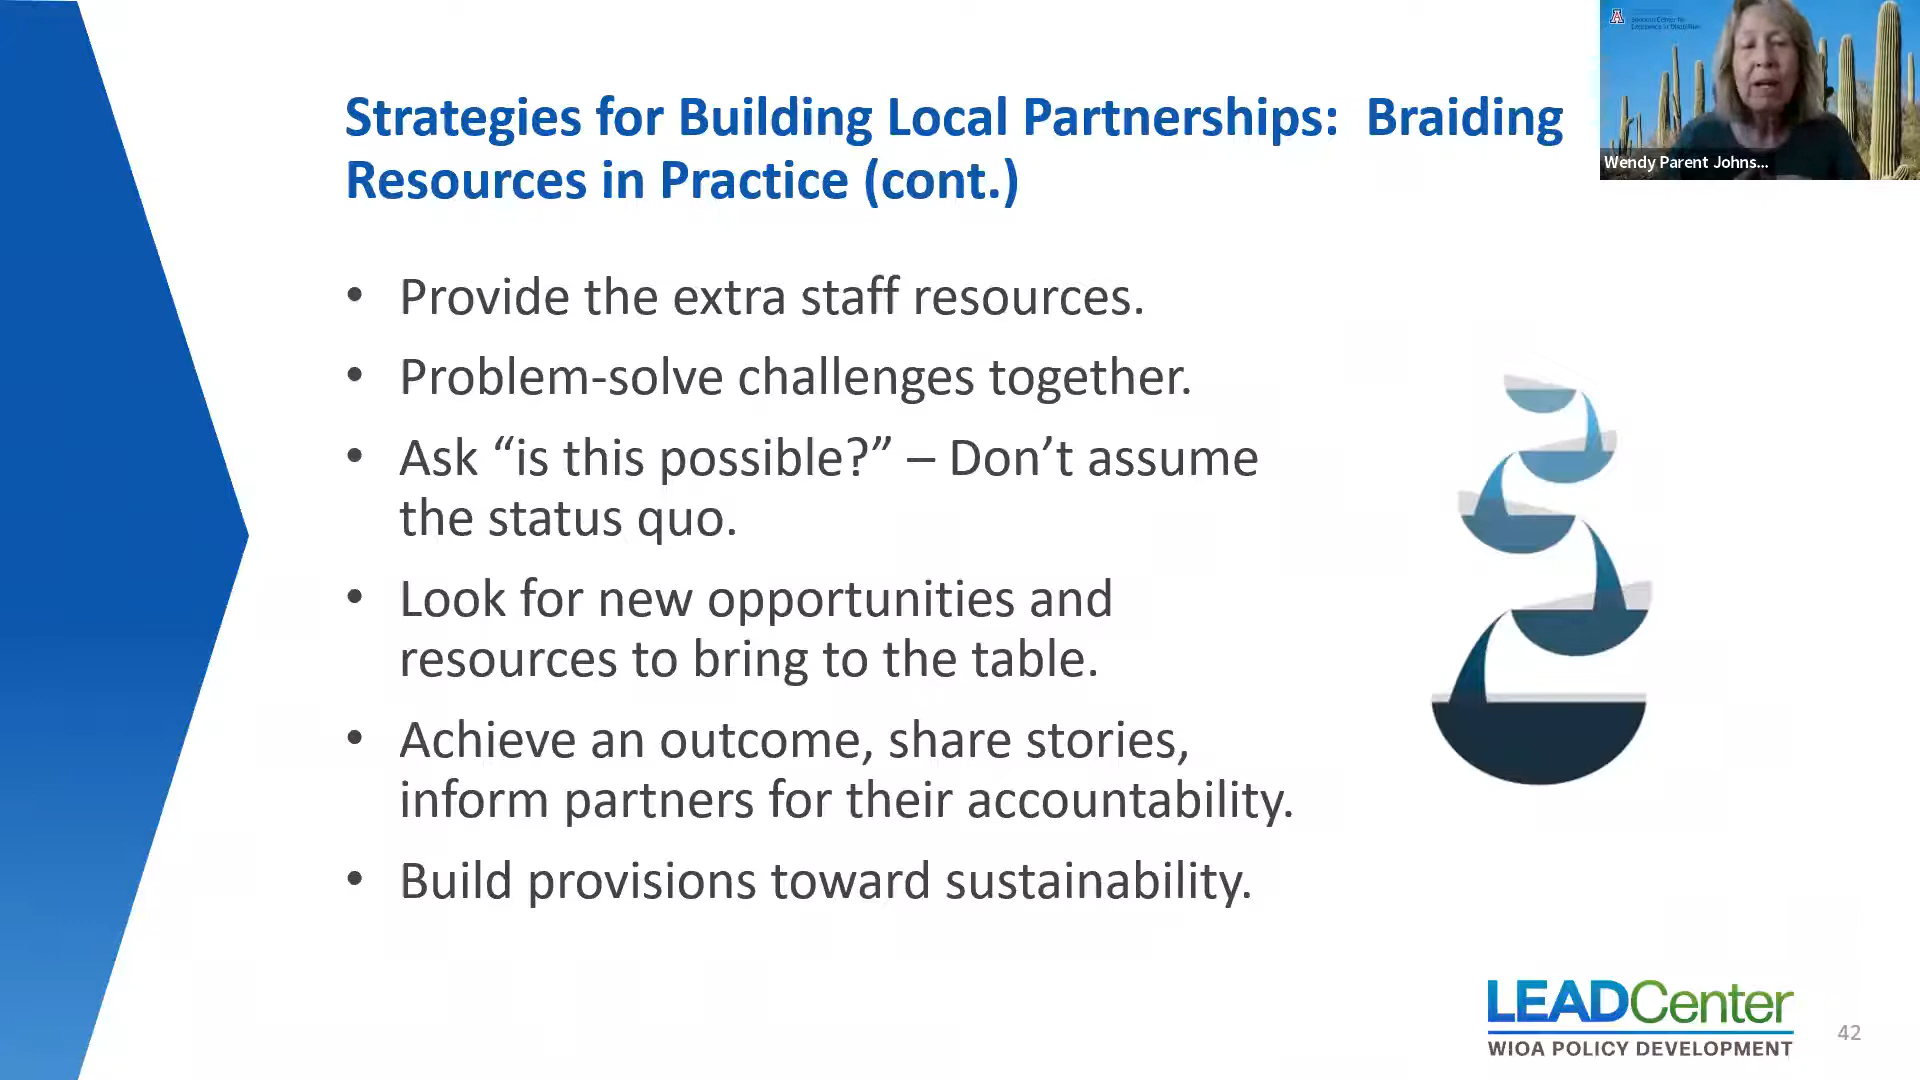 Strategies for Building Local Partnerships:  Braiding
Resources in Practice (cont.)
• Provide the extra staff resources.
• Problem-solve challenges together.
• Ask “is this possible?” – Don’t assume
the status quo.
• Look for new opportunities and
resources to bring to the table.
• Achieve an outcome, share stories,
inform partners for their accountability.
• Build provisions toward sustainability.
Wendy Parent Johns...
LEADCenter
WIOA POLICY DEVELOPMENT
42